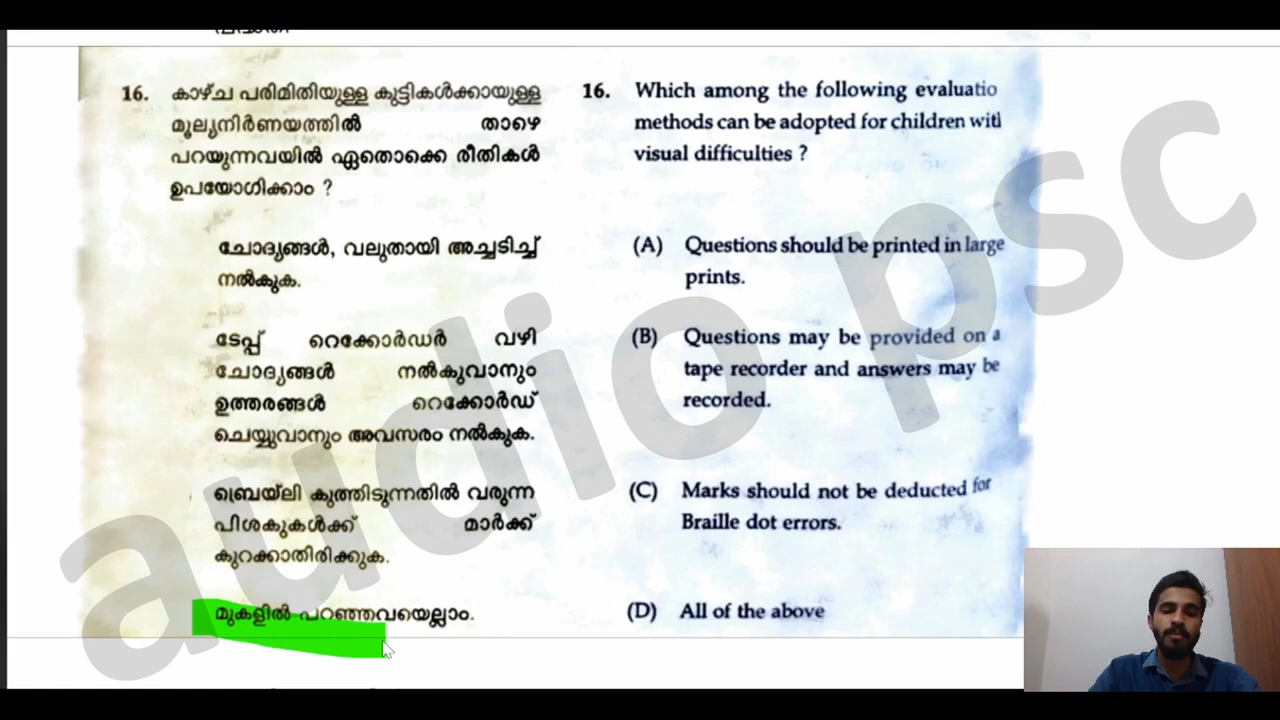 16. കാഴ്ച പരിമിതിയുള്ള കുട്ടികൾക്കായുള്ള
മൂല്യനിർണയത്തിൽ താഴെ
പറയുന്നവയിൽ ഏതൊക്കെ രീതികൾ
ഉപയോഗിക്കാം ?
ചോദ്യങ്ങൾ, വലുതായി അച്ചടിച്ച്
നൽകുക.
ടേപ്പ് റെക്കോർഡർ വഴി
ചോദ്യങ്ങൾ നൽകുവാനും
ഉത്തരങ്ങൾ റെക്കോർഡ്
ചെയ്യുവാനും അവസരം നൽകുക.
ബ്രെയ്ലി കുത്തിടുന്നതിൽ വരുന്ന
പിശകുകൾക്ക് മാർക്ക്
കുറക്കാതിരിക്കുക.
മുകളിൽ പറഞ്ഞവയെല്ലാം.
16. Which among the following evaluatio
methods can be adopted for children with
visual difficulties ?
(A) Questions should be printed in large
prints.
(B) Questions may be provided on a
tape recorder and answers may be
recorded.
(C) Marks should not be deducted for
Braille dot errors.
(D) All of the above
audio psc